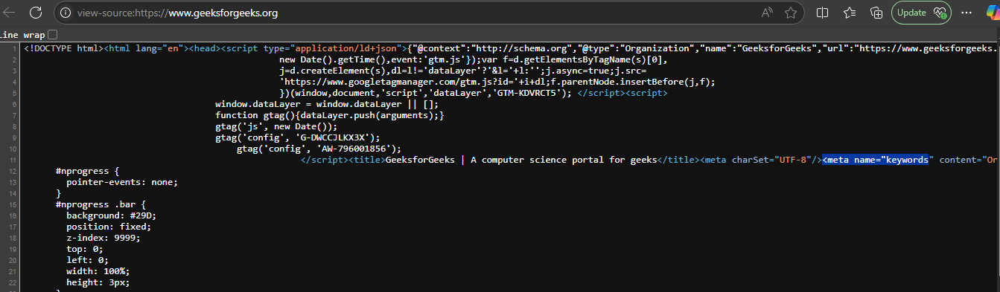 view-source:https://www.geeksforgeeks.org
Update
ine wrap
1 <!DOCTYPE html><html lang="en"><head><script type="application/ld+json">{"@context":"http://schema.org","@type":"Organization","name":"GeeksforGeeks","url":"https://www.geeksforgeeks.
2 new Date().getTime(),event:'gtm.js'});var f=d.getElementsByTagName(s)[0],
3 j=d.createElement(s),dl=l!='dataLayer'?'&l='+l:'';j.async=true;j.src=
4 'https://www.googletagmanager.com/gtm.js?id='+i+dl;f.parentNode.insertBefore(j,f);
5 })(window,document,'script','dataLayer','GTM-KDVRCT5'); </script><script>
6 window.dataLayer = window.dataLayer || [];
7 function gtag(){dataLayer.push(arguments);}
8 gtag('js', new Date());
9 gtag('config', 'G-DWCCJLKX3X');
10 gtag('config', 'AW-796001856');
11 </script><title>GeeksforGeeks | A computer science portal for geeks</title><meta charSet="UTF-8"/><meta name="keywords" content="Or
12 #nprogress {
13 pointer-events: none;
14 }
15 #nprogress .bar {
16 background: #29D;
17 position: fixed;
18 z-index: 9999;
19 top: 0;
20 left: 0;
21 width: 100%;
22 height: 3px;